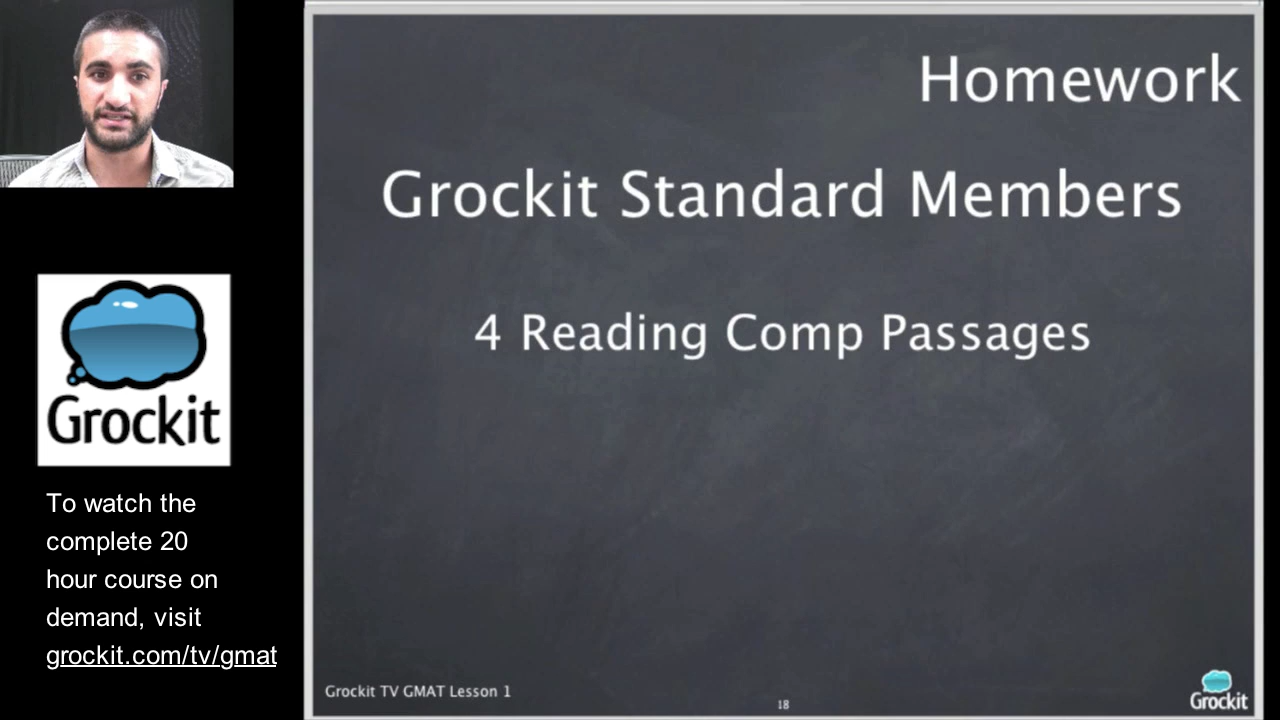 Homework
Grockit Standard Members
4 Reading Comp Passages
Grockit
To watch the
complete 20
hour course on
demand, visit
grockit.com/tv/gmat
Grockit TV GMAT Lesson 1
18
Grockit